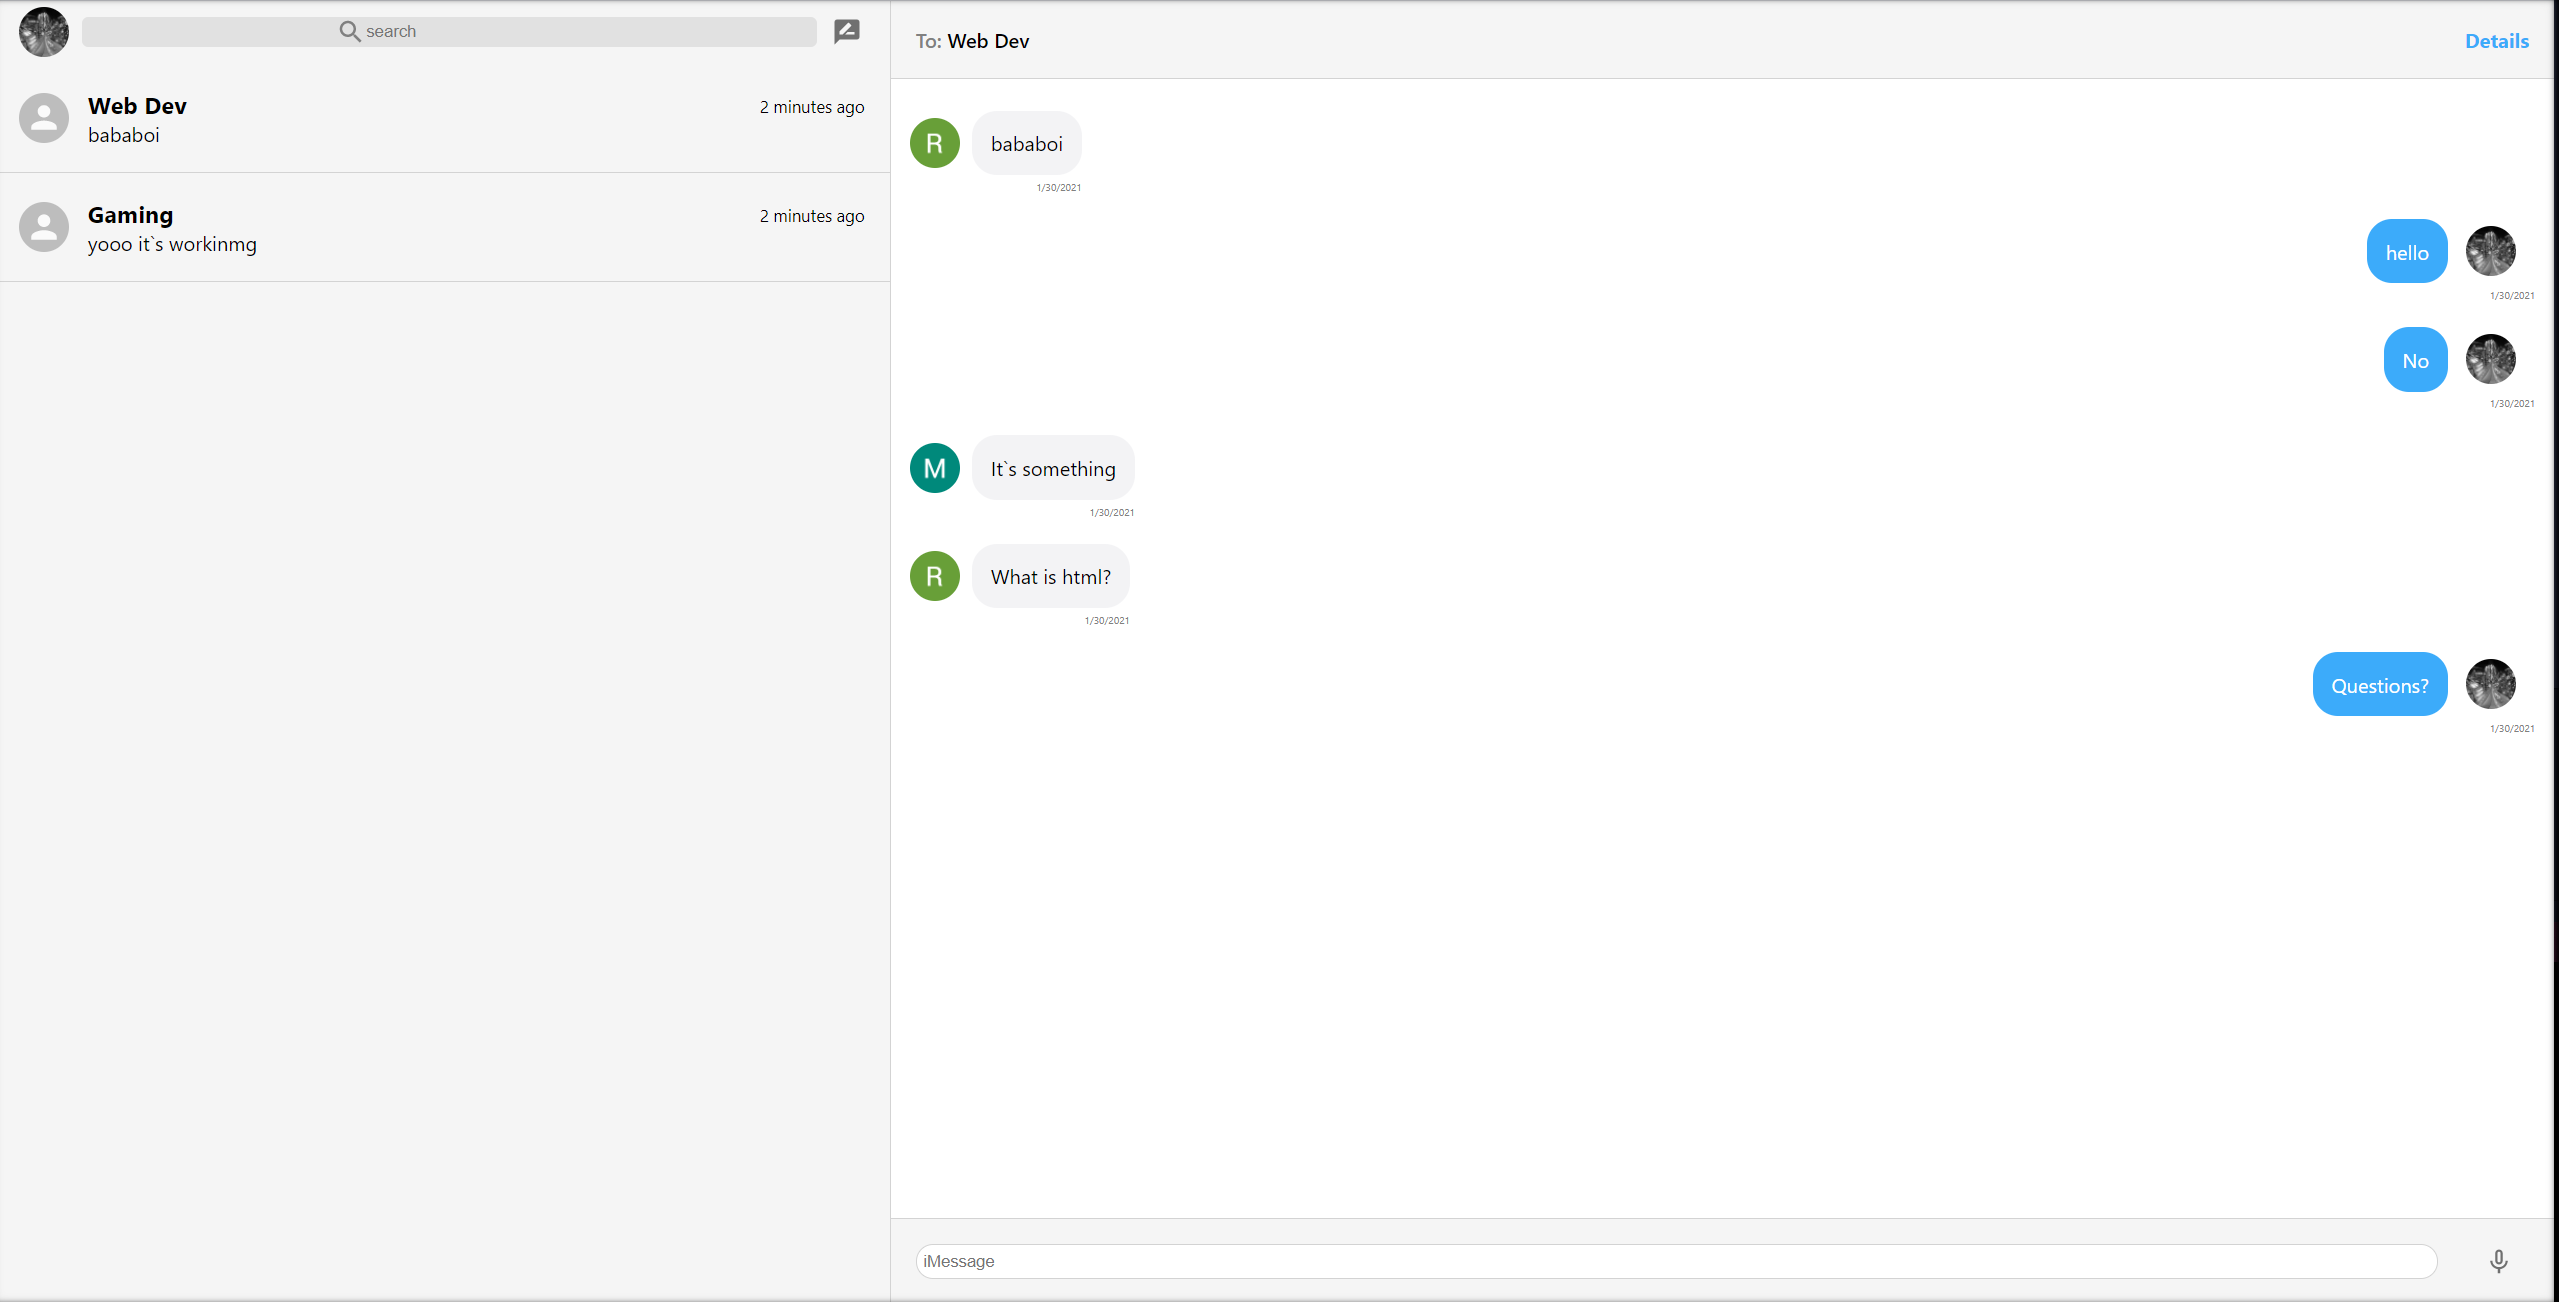 search
Web Dev
2 minutes ago
bababoi
Gaming
2 minutes ago
yooo it`s workinmg
To: Web Dev
Details
R
bababoi
1/30/2021
hello
1/30/2021
No
1/30/2021
M
It`s something
1/30/2021
R
What is html?
1/30/2021
Questions?
1/30/2021
iMessage